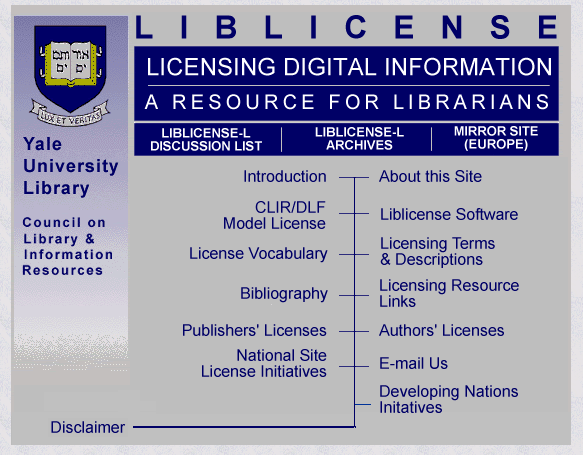 LIBLICENSE
LICENSING DIGITAL INFORMATION
A RESOURCE FOR LIBRARIANS
LIBLICENSE-L
DISCUSSION LIST
LIBLICENSE-L
ARCHIVES
MIRROR SITE
(EUROPE)
אורים
ותמים
LUX ET VERITAS
Yale
University
Library
Council on
Library &
Information
Resources
Introduction
CLIR/DLF
Model License
License Vocabulary
Bibliography
Publishers' Licenses
National Site
License Initiatives
Disclaimer
About this Site
Liblicense Software
Licensing Terms
& Descriptions
Licensing Resource
Links
Authors' Licenses
E-mail Us
Developing Nations
Initatives